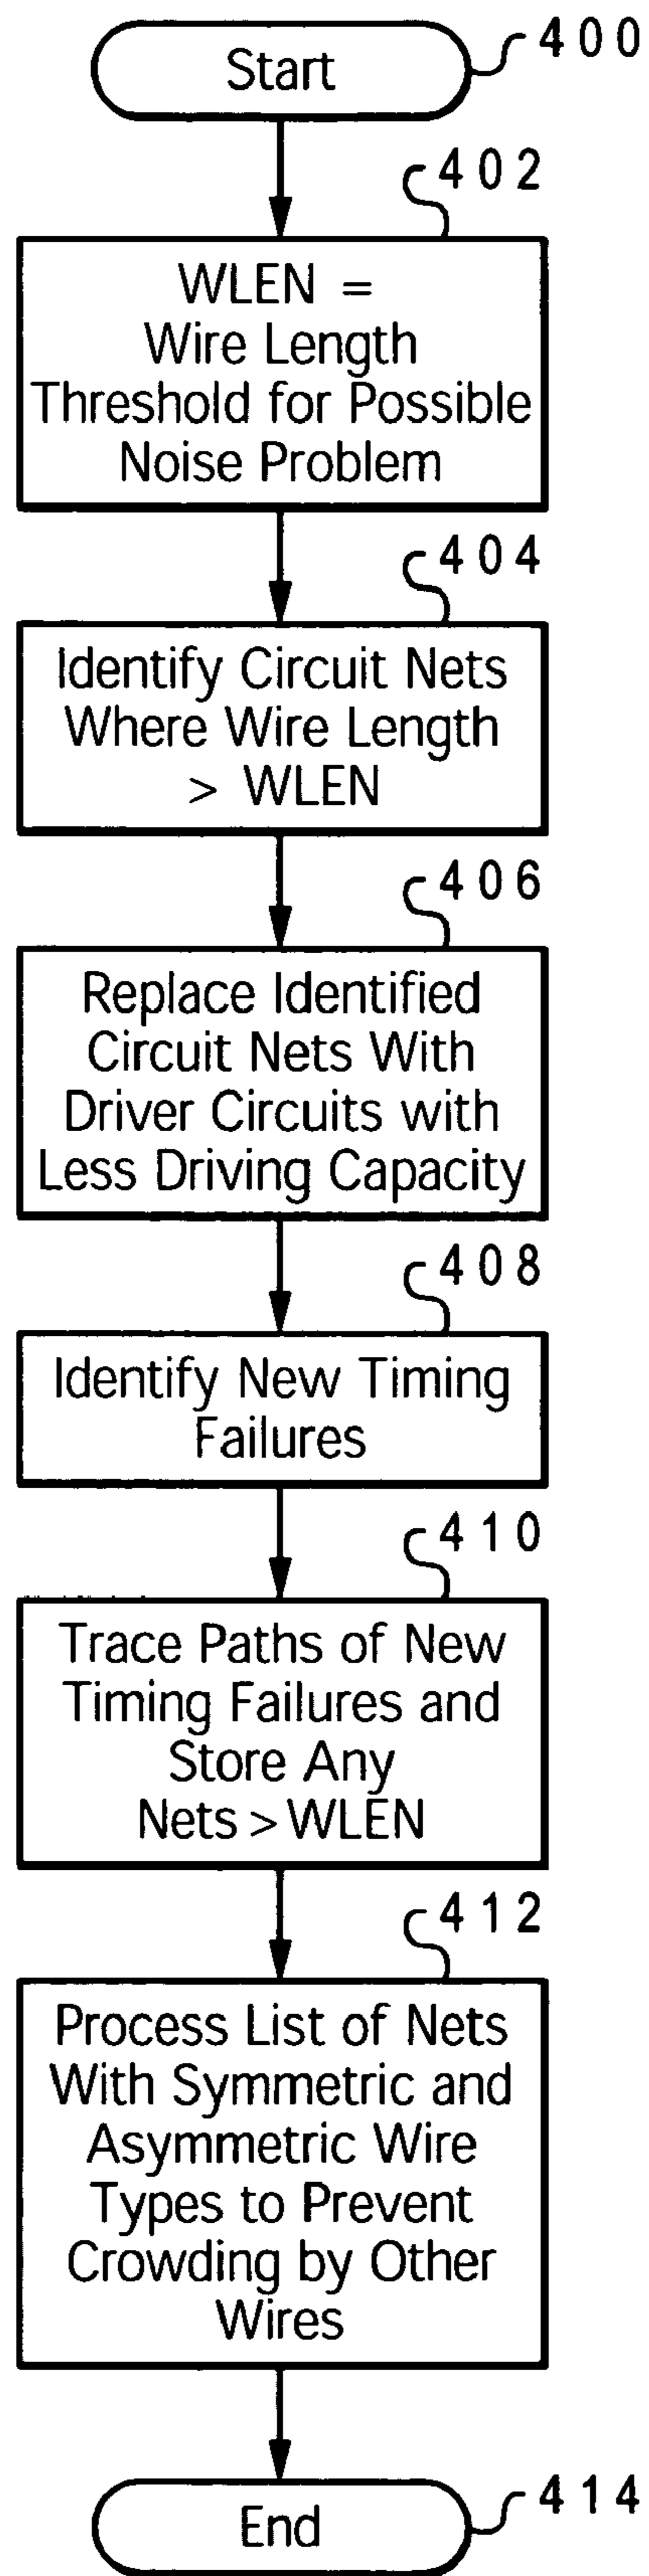 Start
400
402
WLEN =
Wire Length
Threshold for Possible
Noise Problem
404
Identify Circuit Nets
Where Wire Length
> WLEN
406
Replace Identified
Circuit Nets With
Driver Circuits with
Less Driving Capacity
408
Identify New Timing
Failures
410
Trace Paths of New
Timing Failures and
Store Any
Nets > WLEN
412
Process List of Nets
With Symmetric and
Asymmetric Wire
Types to Prevent
Crowding by Other
Wires
End
414